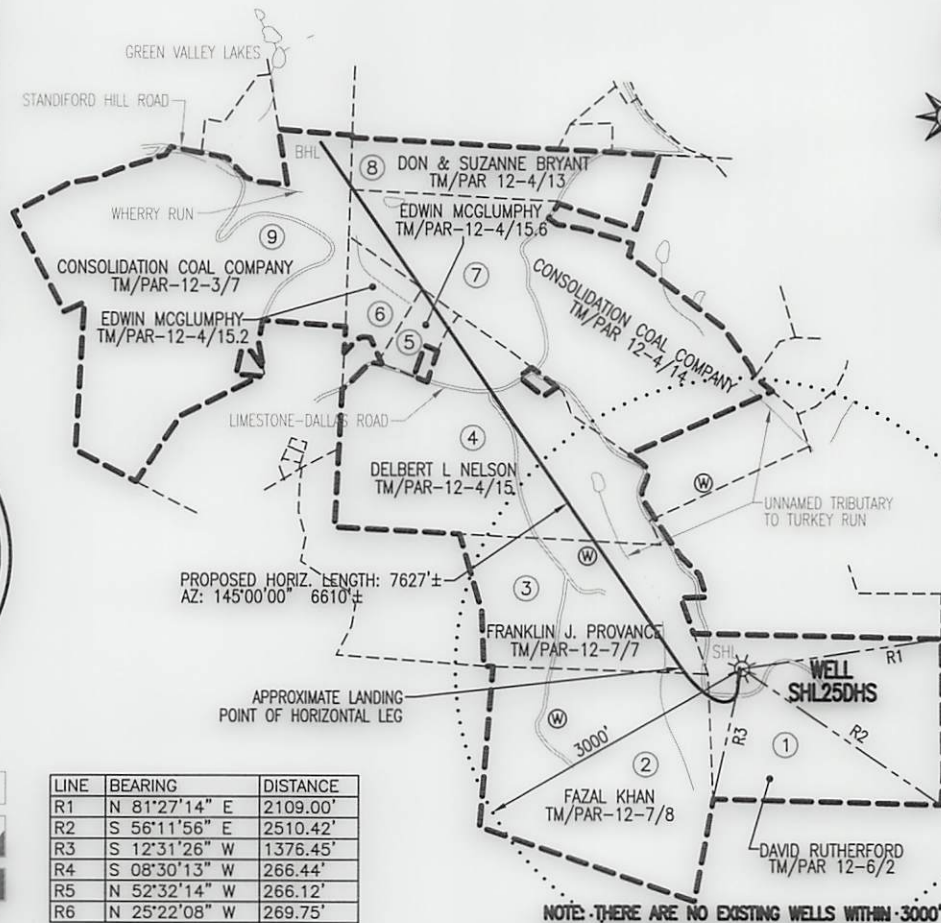 GREEN VALLEY LAKES
STANDIFORD HILL ROAD
BHL
WHERRY RUN
8
DON & SUZANNE BRYANT
TM/PAR 12-4/13
EDWIN MCGLUMPHY
TM/PAR-12-4/15.6
9
CONSOLIDATION COAL COMPANY
TM/PAR-12-3/7
7
CONSOLIDATION COAL COMPANY
TM/PAR 12-4/14
EDWIN MCGLUMPHY
TM/PAR-12-4/15.2
6
5
LIMESTONE-DALLAS ROAD
4
DELBERT L NELSON
TM/PAR-12-4/15
W
UNNAMED TRIBUTARY
TO TURKEY RUN
PROPOSED HORIZ. LENGTH: 7627'±
AZ: 145°00'00" 6610'±
W
3
FRANKLIN J. PROVANCE
TM/PAR-12-7/7
SHL
WELL
SHL25DHS
R1
R2
R3
APPROXIMATE LANDING
POINT OF HORIZONTAL LEG
W
3000'
1
2
FAZAL KHAN
TM/PAR-12-7/8
DAVID RUTHERFORD
TM/PAR 12-6/2
LINE BEARING DISTANCE
R1 N 81°27'14" E 2109.00'
R2 S 56°11'56" E 2510.42'
R3 S 12°31'26" W 1376.45'
R4 S 08°30'13" W 266.44'
R5 N 52°32'14" W 266.12'
R6 N 25°22'08" W 269.75'
NOTE: THERE ARE NO EXISTING WELLS WITHIN 3000'